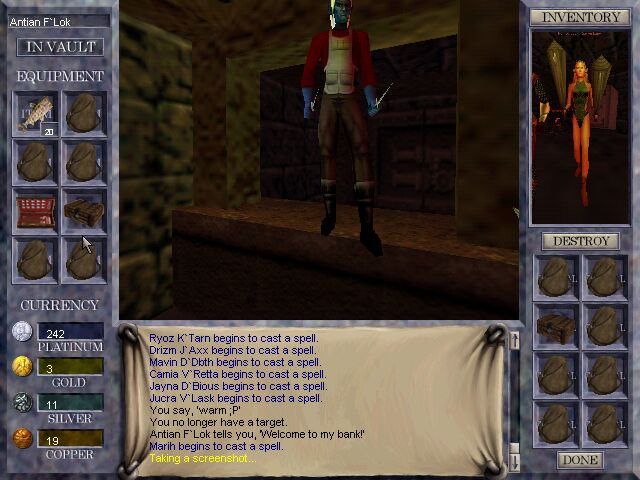 Antian F`Lok
IN VAULT
EQUIPMENT
20
CURRENCY
242
PLATINUM
3
GOLD
11
SILVER
19
COPPER
Ryoz K`Tarn begins to cast a spell.
Drizm J`Axx begins to cast a spell.
Mavin D`Dbth begins to cast a spell.
Camia V`Retta begins to cast a spell.
Jayna D`Bious begins to cast a spell.
Jucra V`Lask begins to cast a spell.
You say, 'warm ;P'
You no longer have a target.
Antian F`Lok tells you, 'Welcome to my bank!'
Marih begins to cast a spell.
Taking a screenshot...
INVENTORY
DESTROY
DONE